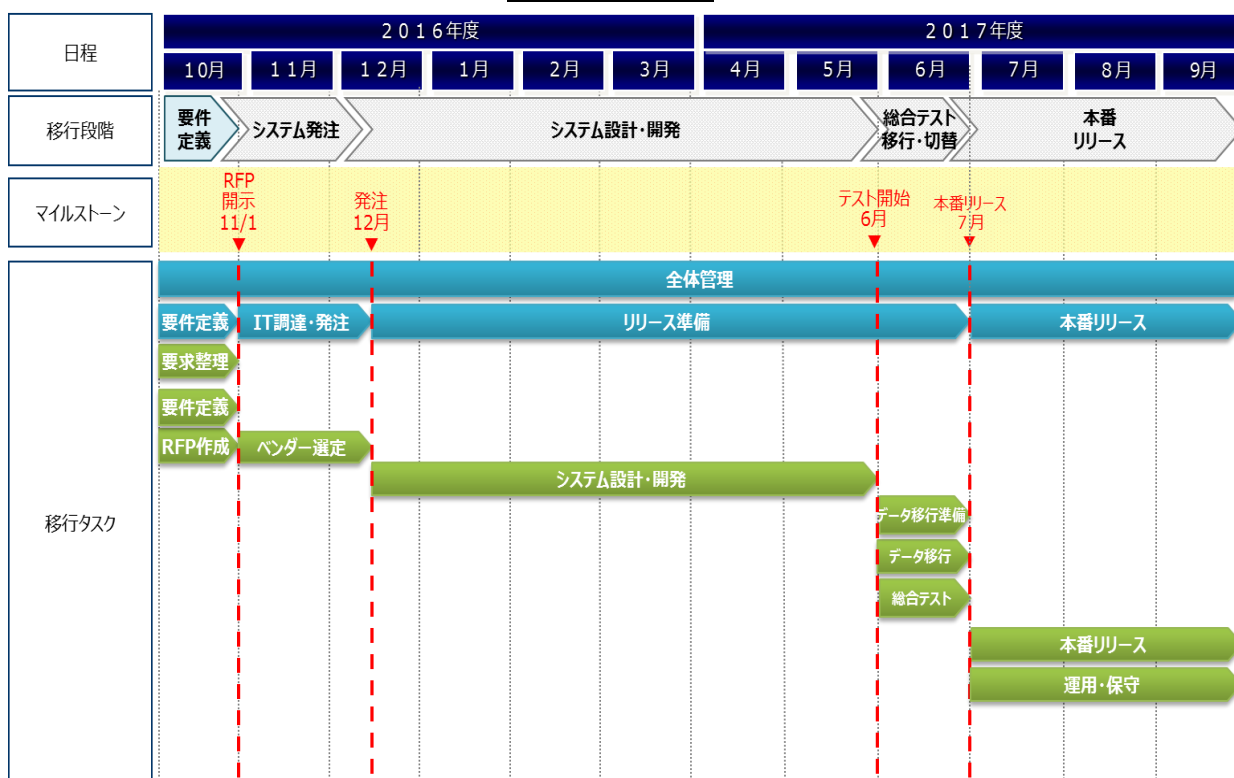 日程
２０１６年度
２０１７年度
１０月
１１月
１２月
１月
２月
３月
４月
５月
６月
７月
８月
９月
移行段階
要件
定義
システム発注
システム設計・開発
総合テスト
移行・切替
本番
リリース
マイルストーン
RFP
開示
11/1
発注
12月
テスト開始
6月
本番リリース
7月
移行タスク
全体管理
要件定義
IT調達・発注
リリース準備
本番リリース
要求整理
要件定義
RFP作成
ベンダー選定
システム設計・開発
データ移行準備
データ移行
総合テスト
本番リリース
運用・保守